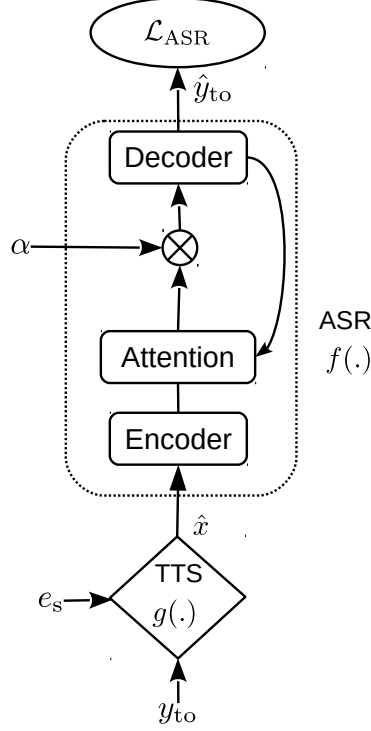 ℒ_ASR
ŷ_to
Decoder
α
Attention
ASR
f(.)
Encoder
x̂
TTS
e_s
g(.)
y_to